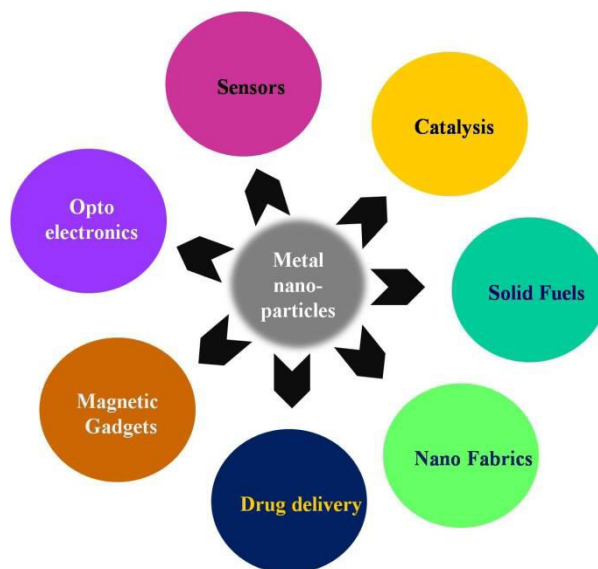 Sensors
Catalysis
Opto
electronics
Metal
nano-
particles
Solid Fuels
Magnetic
Gadgets
Nano Fabrics
Drug delivery